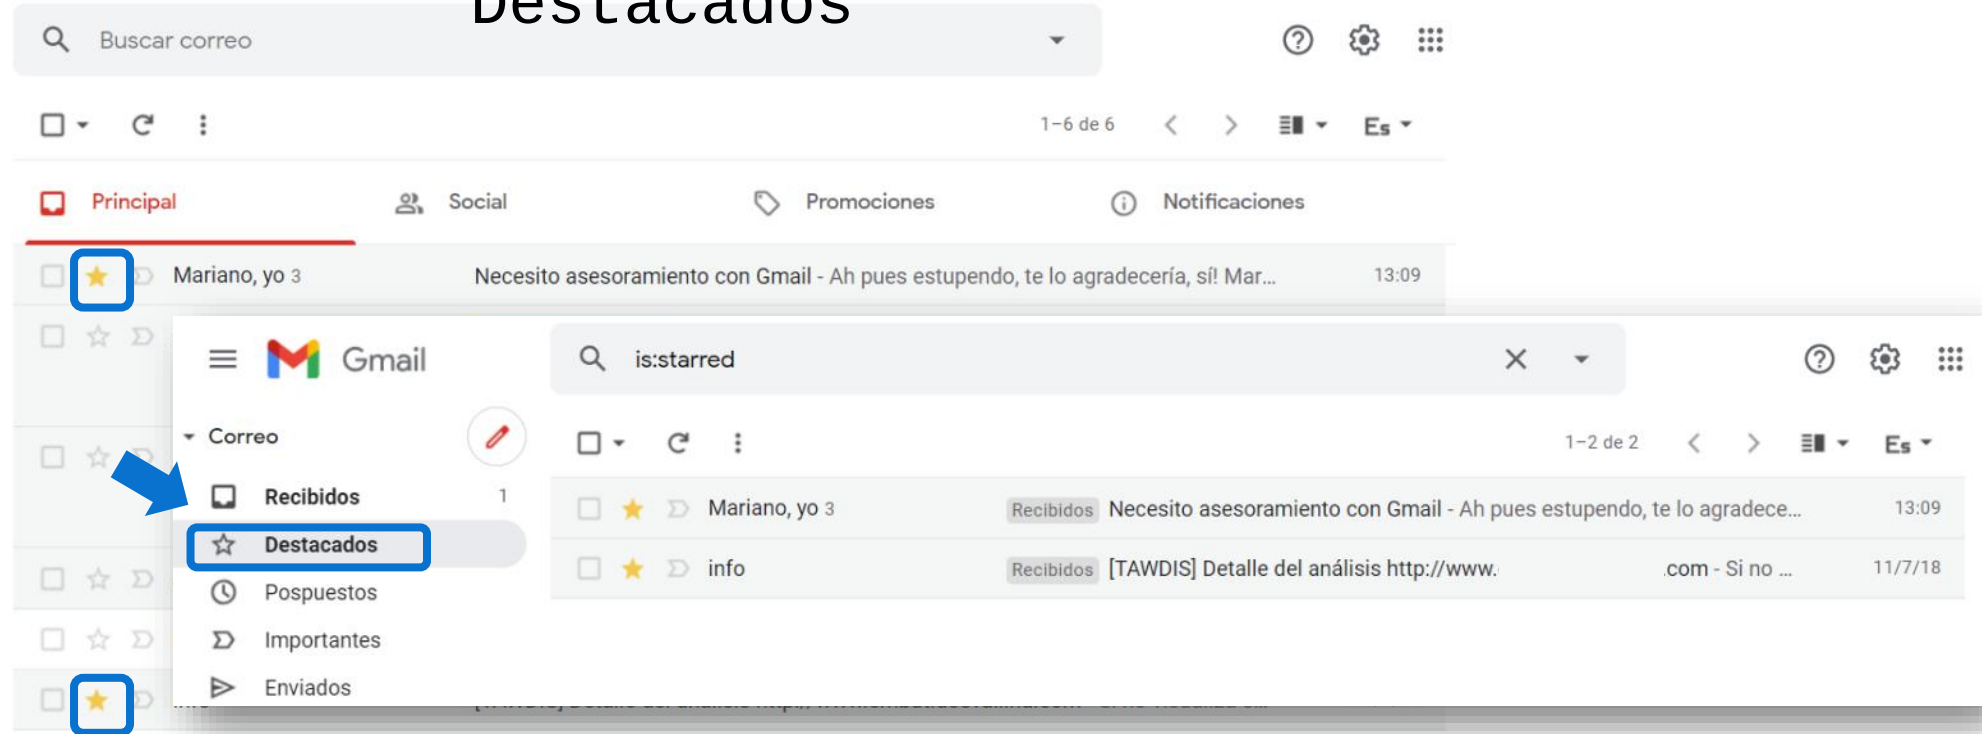 Destacados
Buscar correo
1–6 de 6
Es
Principal
Social
Promociones
Notificaciones
Mariano, yo 3
Necesito asesoramiento con Gmail - Ah pues estupendo, te lo agradecería, sí! Mar...
13:09
Gmail
is:starred
Correo
1–2 de 2
Es
Recibidos
1
Destacados
Pospuestos
Importantes
Enviados
Mariano, yo 3
Recibidos
Necesito asesoramiento con Gmail - Ah pues estupendo, te lo agradece...
13:09
info
Recibidos
[TAWDIS] Detalle del análisis http://www.
.com - Si no ...
11/7/18